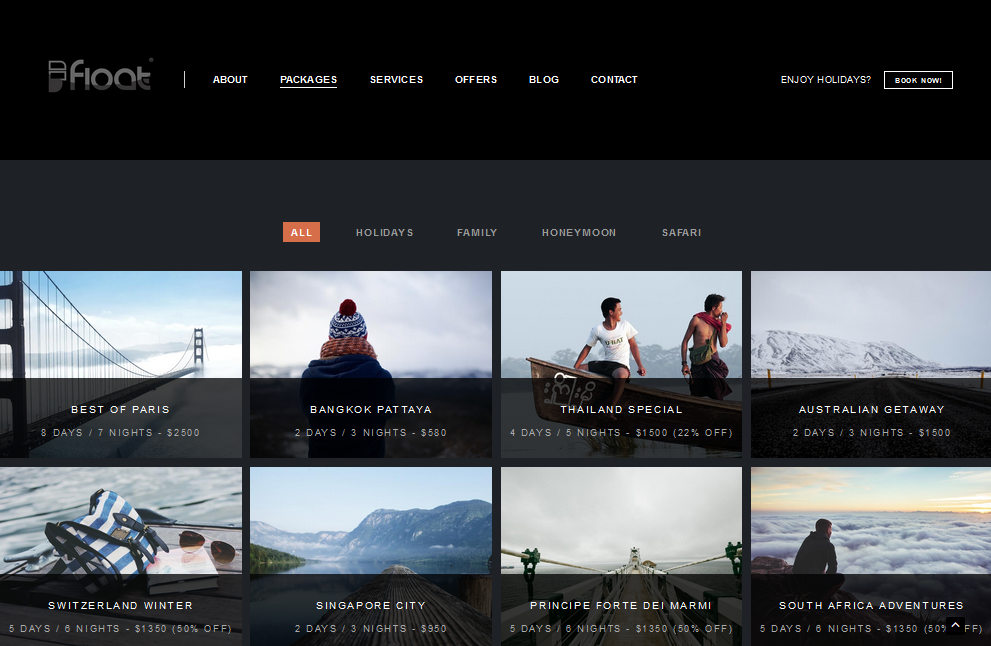 float
ABOUT PACKAGES SERVICES OFFERS BLOG CONTACT ENJOY HOLIDAYS? BOOK NOW!
ALL HOLIDAYS FAMILY HONEYMOON SAFARI
BEST OF PARIS
8 DAYS / 7 NIGHTS - $2500
BANGKOK PATTAYA
2 DAYS / 3 NIGHTS - $580
THAILAND SPECIAL
4 DAYS / 5 NIGHTS - $1500 (22% OFF)
AUSTRALIAN GETAWAY
2 DAYS / 3 NIGHTS - $1500
SWITZERLAND WINTER
5 DAYS / 6 NIGHTS - $1350 (50% OFF)
SINGAPORE CITY
2 DAYS / 3 NIGHTS - $950
PRINCIPE FORTE DEI MARMI
5 DAYS / 6 NIGHTS - $1350 (50% OFF)
SOUTH AFRICA ADVENTURES
5 DAYS / 6 NIGHTS - $1350 (50% OFF)